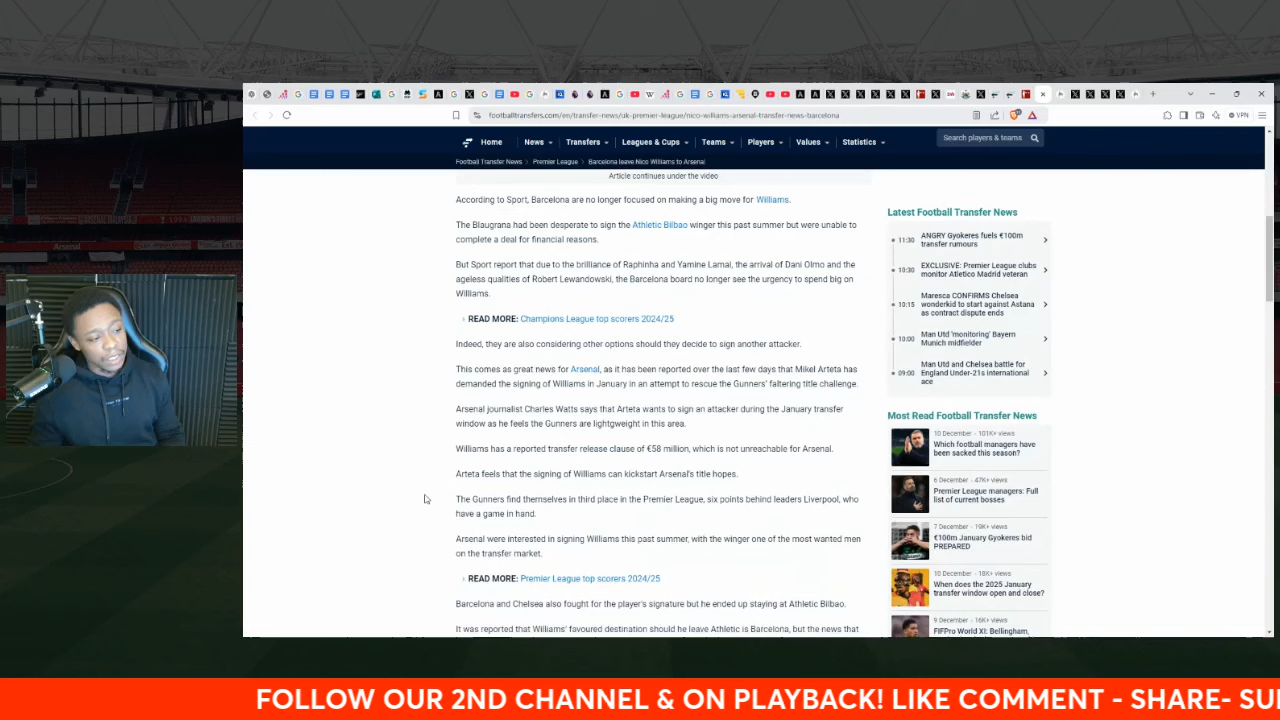 footballtransfers.com/en/transfer-news/uk-premier-league/nico-williams-arsenal-transfer-news-barcelona
VPN
Home
News
Transfers
Leagues & Cups
Teams
Players
Values
Statistics
Search players & teams
Football Transfer News
Premier League
Barcelona leave Nico Williams to Arsenal
Article continues under the video
According to Sport, Barcelona are no longer focused on making a big move for Williams.
The Blaugrana had been desperate to sign the Athletic Bilbao winger this past summer but were unable to
complete a deal for financial reasons.
But Sport report that due to the brilliance of Raphinha and Yamine Lamal, the arrival of Dani Olmo and the
ageless qualities of Robert Lewandowski, the Barcelona board no longer see the urgency to spend big on
Williams.
READ MORE: Champions League top scorers 2024/25
Indeed, they are also considering other options should they decide to sign another attacker.
This comes as great news for Arsenal, as it has been reported over the last few days that Mikel Arteta has
demanded the signing of Williams in January in an attempt to rescue the Gunners' faltering title challenge.
Arsenal journalist Charles Watts says that Arteta wants to sign an attacker during the January transfer
window as he feels the Gunners are lightweight in this area.
Williams has a reported transfer release clause of €58 million, which is not unreachable for Arsenal.
Arteta feels that the signing of Williams can kickstart Arsenal's title hopes.
The Gunners find themselves in third place in the Premier League, six points behind leaders Liverpool, who
have a game in hand.
Arsenal were interested in signing Williams this past summer, with the winger one of the most wanted men
on the transfer market.
READ MORE: Premier League top scorers 2024/25
Barcelona and Chelsea also fought for the player's signature but he ended up staying at Athletic Bilbao.
It was reported that Williams' favoured destination should he leave Athletic is Barcelona, but the news that
Latest Football Transfer News
11:30
ANGRY Gyokeres fuels €100m
transfer rumours
10:30
EXCLUSIVE: Premier League clubs
monitor Atletico Madrid veteran
10:15
Maresca CONFIRMS Chelsea
wonderkid to start against Astana
as contract dispute ends
10:00
Man Utd 'monitoring' Bayern
Munich midfielder
09:00
Man Utd and Chelsea battle for
England Under-21s international
ace
Most Read Football Transfer News
10 December - 101K+ views
Which football managers have
been sacked this season?
6 December - 47K+ views
Premier League managers: Full
list of current bosses
7 December - 19K+ views
€100m January Gyokeres bid
PREPARED
10 December - 18K+ views
When does the 2025 January
transfer window open and close?
9 December - 16K+ views
FIFPro World XI: Bellingham,
FOLLOW OUR 2ND CHANNEL & ON PLAYBACK! LIKE COMMENT - SHARE- SU